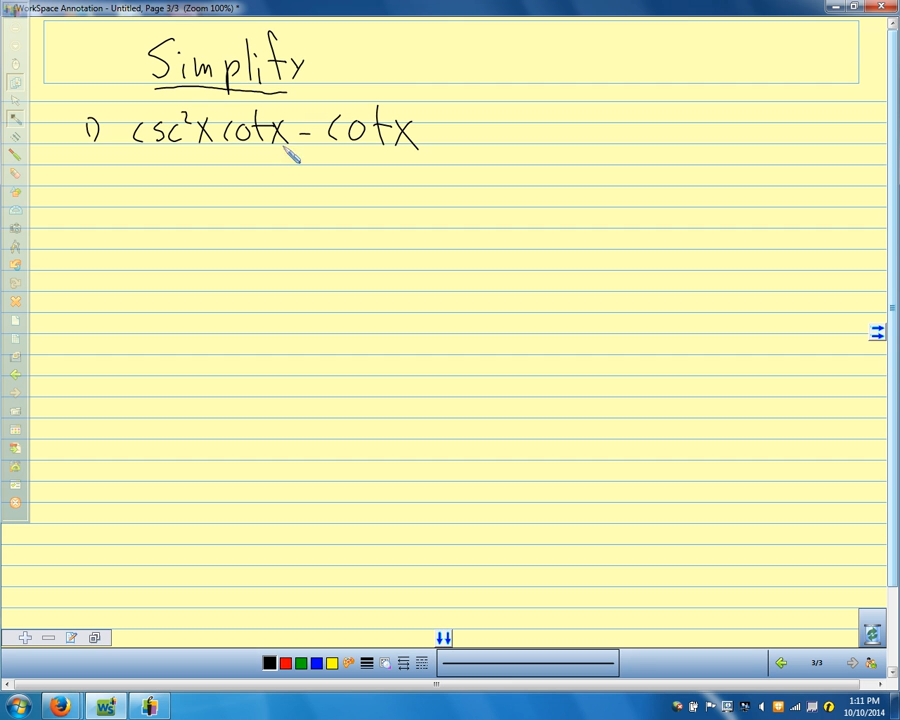 WorkSpace Annotation - Untitled, Page 3/3 (Zoom 100%) *
Simplify
1) csc²x cotx - cotx
3/3
1:11 PM
10/10/2014